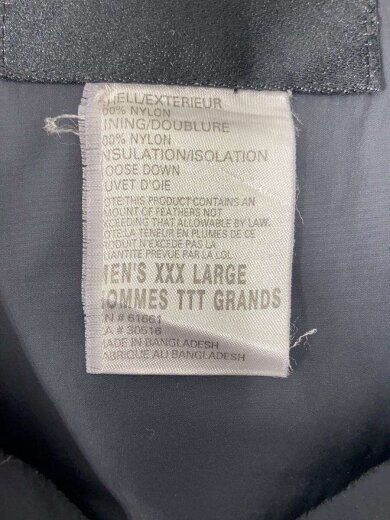 HELL/EXTERIEUR
00% NYLON
INING/DOUBLURE
00% NYLON
NSULATION/ISOLATION
OOSE DOWN
UVET D'OIE
OTE:THIS PRODUCT CONTAINS AN
MOUNT OF FEATHERS NOT
XCEEDING THAT ALLOWABLE BY LAW.
OTE:LA TENEUR EN PLUMES DE CE
RODUIT N'EXCEDE PAS LA
UANTITE PREVUE PAR LA LOI.
MEN'S XXX LARGE
HOMMES TTT GRANDS
N # 61661
A # 30516
MADE IN BANGLADESH
FABRIQUE AU BANGLADESH